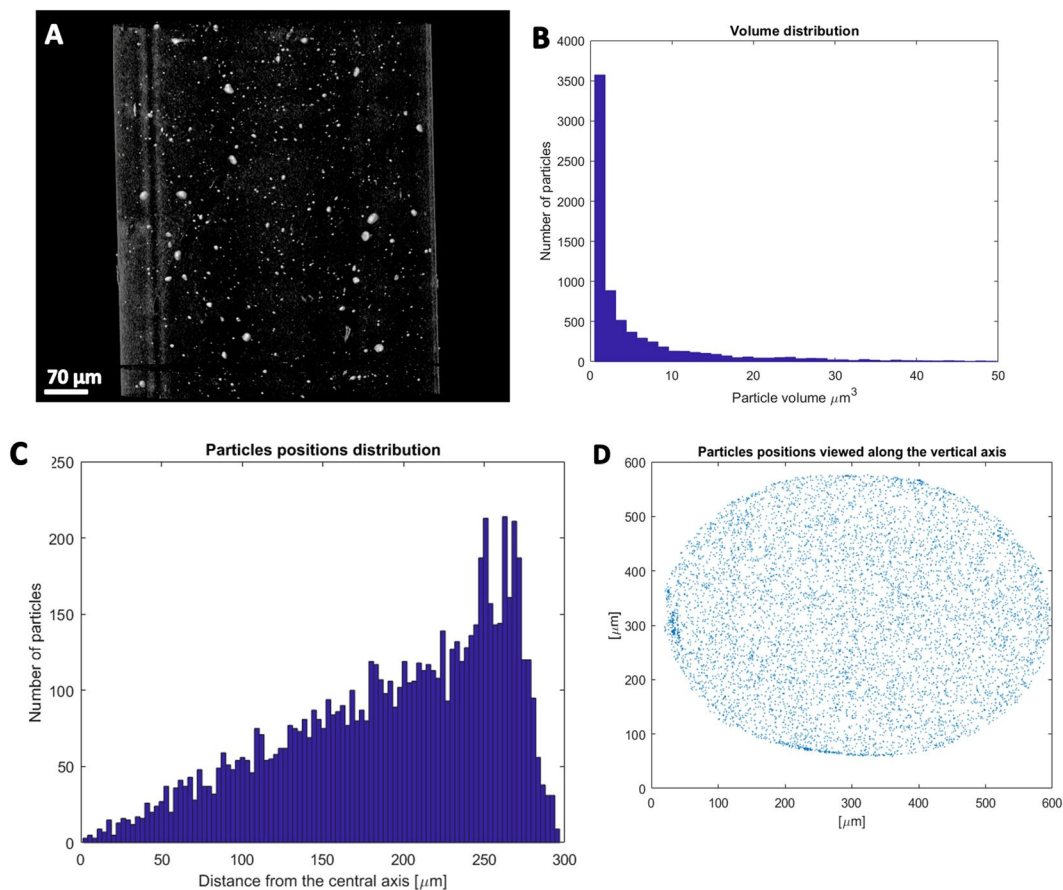 A
70 μm
B
Volume distribution
4000
3500
3000
2500
2000
1500
1000
500
0
Number of particles
0 10 20 30 40 50
Particle volume μm³
C
Particles positions distribution
250
200
150
100
50
0
Number of particles
0 50 100 150 200 250 300
Distance from the central axis [μm]
D
Particles positions viewed along the vertical axis
600
500
400
300
200
100
0
[μm]
0 100 200 300 400 500 600
[μm]